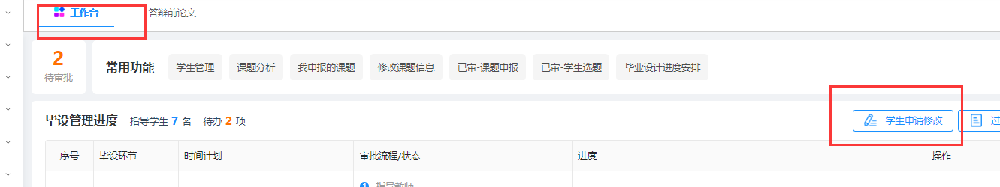 工作台 答辩前论文
2
待审批
常用功能 学生管理 课题分析 我申报的课题 修改课题信息 已审-课题申报 已审-学生选题 毕业设计进度安排
毕设管理进度 指导学生 7 名 待办 2 项 学生申请修改 过
序号 毕设环节 时间计划 审批流程/状态 进度 操作
1 指导教师